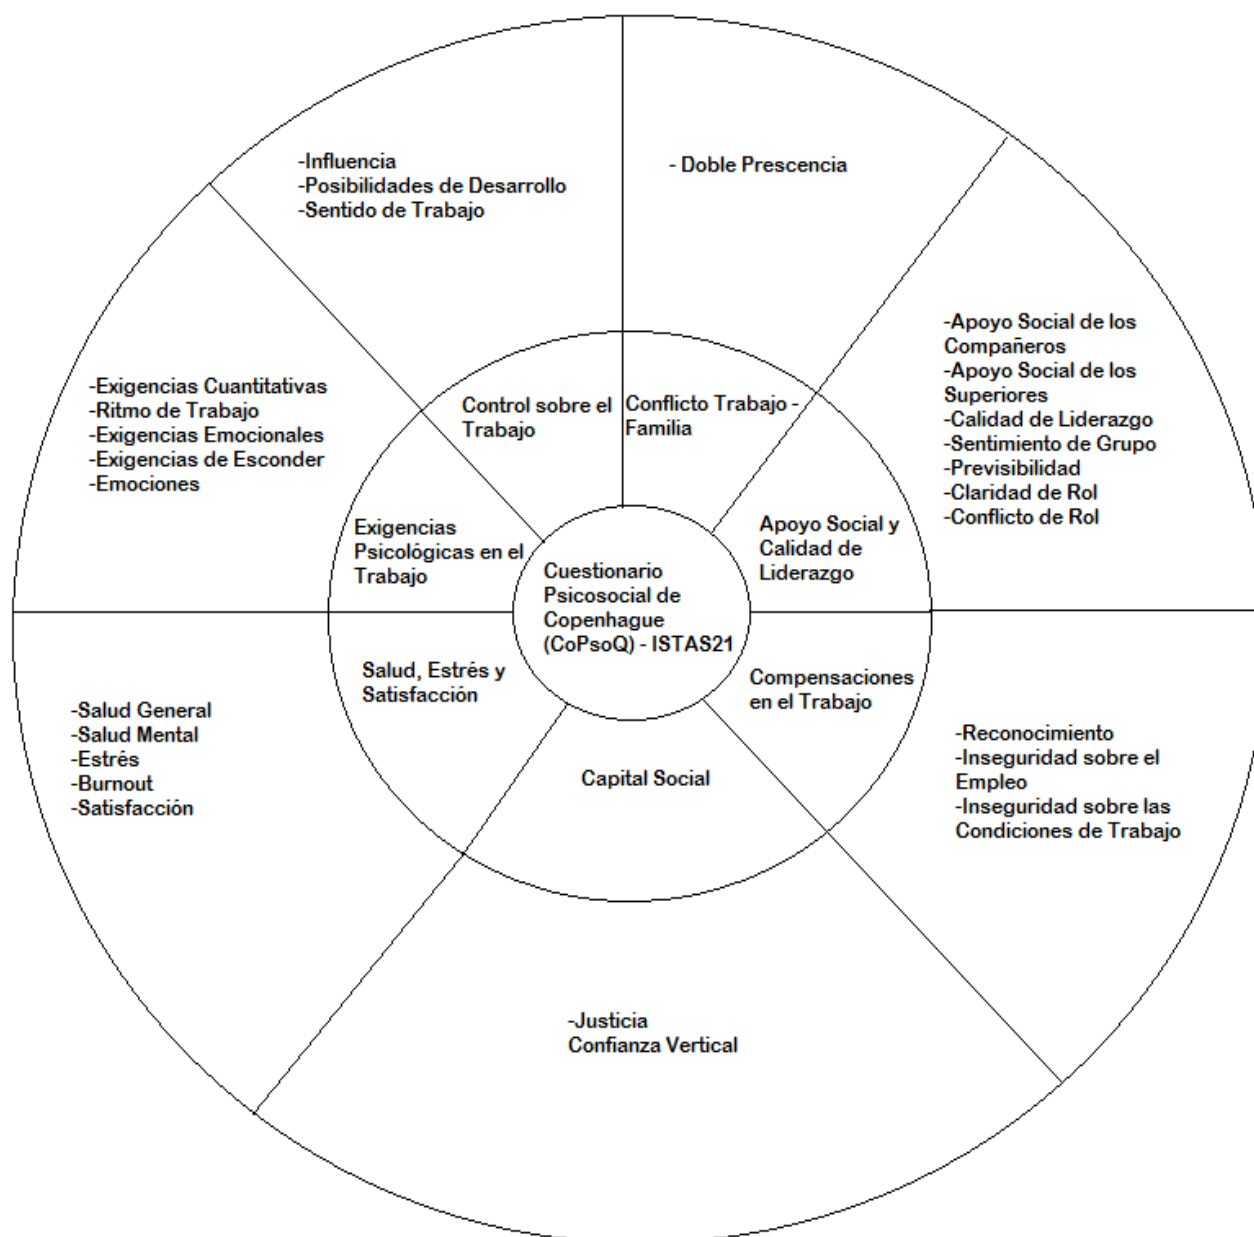 -Influencia
-Posibilidades de Desarrollo
-Sentido de Trabajo
- Doble Prescencia
-Apoyo Social de los
Compañeros
-Apoyo Social de los
Superiores
-Calidad de Liderazgo
-Sentimiento de Grupo
-Previsibilidad
-Claridad de Rol
-Conflicto de Rol
-Exigencias Cuantitativas
-Ritmo de Trabajo
-Exigencias Emocionales
-Exigencias de Esconder
-Emociones
Control sobre el
Trabajo
Conflicto Trabajo -
Familia
Exigencias
Psicológicas en el
Trabajo
Apoyo Social y
Calidad de
Liderazgo
Cuestionario
Psicosocial de
Copenhague
(CoPsoQ) - ISTAS21
Salud, Estrés y
Satisfacción
Compensaciones
en el Trabajo
Capital Social
-Salud General
-Salud Mental
-Estrés
-Burnout
-Satisfacción
-Reconocimiento
-Inseguridad sobre el
Empleo
-Inseguridad sobre las
Condiciones de Trabajo
-Justicia
Confianza Vertical